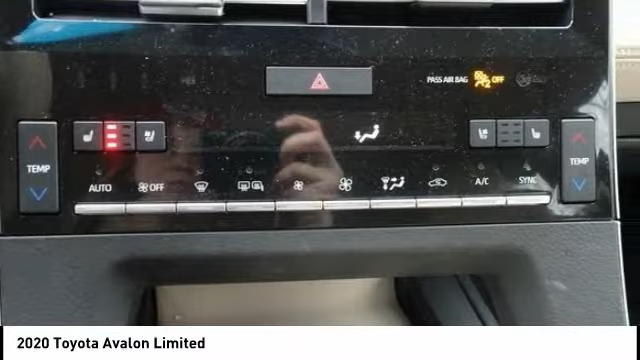 PASS AIR BAG OFF
TEMP
TEMP
AUTO OFF A/C SYNC
2020 Toyota Avalon Limited